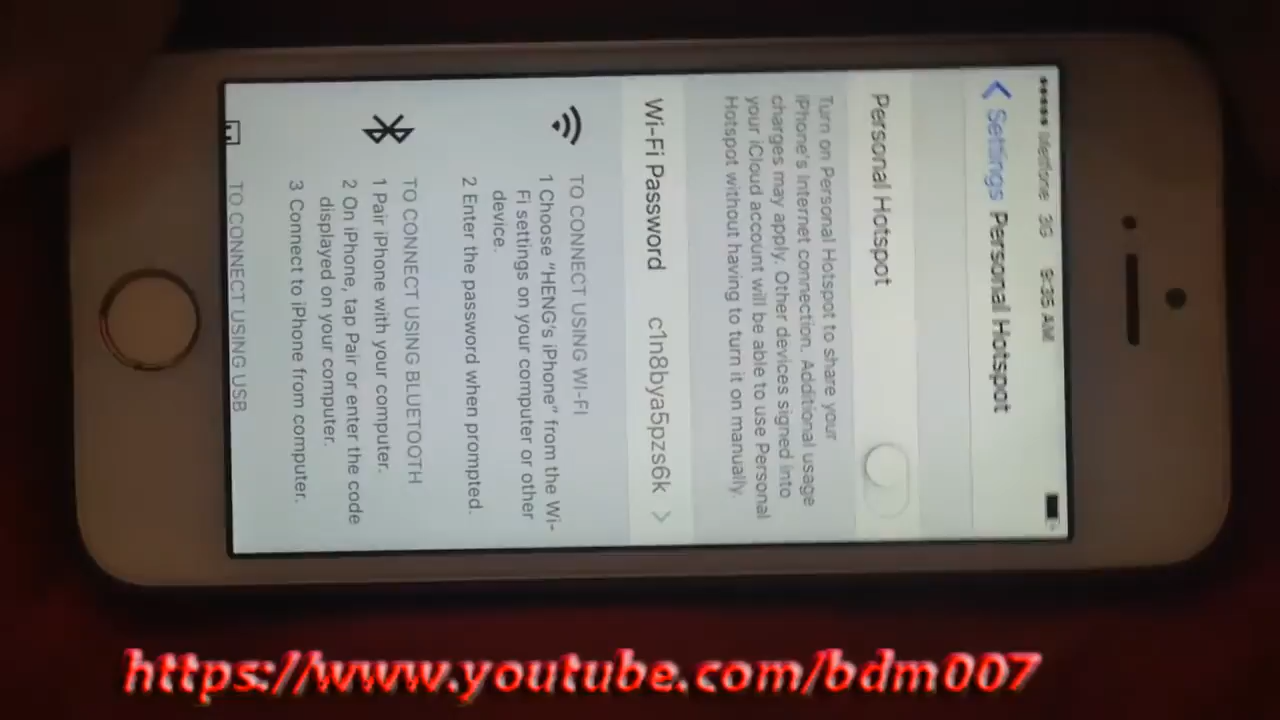 Metfone 3G 9:35 AM
Settings Personal Hotspot
Personal Hotspot
Turn on Personal Hotspot to share your
iPhone's Internet connection. Additional usage
charges may apply. Other devices signed into
your iCloud account will be able to use Personal
Hotspot without having to turn it on manually.
Wi-Fi Password c1n8bya5pzs6k
TO CONNECT USING WI-FI
1 Choose “HENG's iPhone” from the Wi-
Fi settings on your computer or other
device.
2 Enter the password when prompted.
TO CONNECT USING BLUETOOTH
1 Pair iPhone with your computer.
2 On iPhone, tap Pair or enter the code
displayed on your computer.
3 Connect to iPhone from computer.
TO CONNECT USING USB
https://www.youtube.com/bdm007